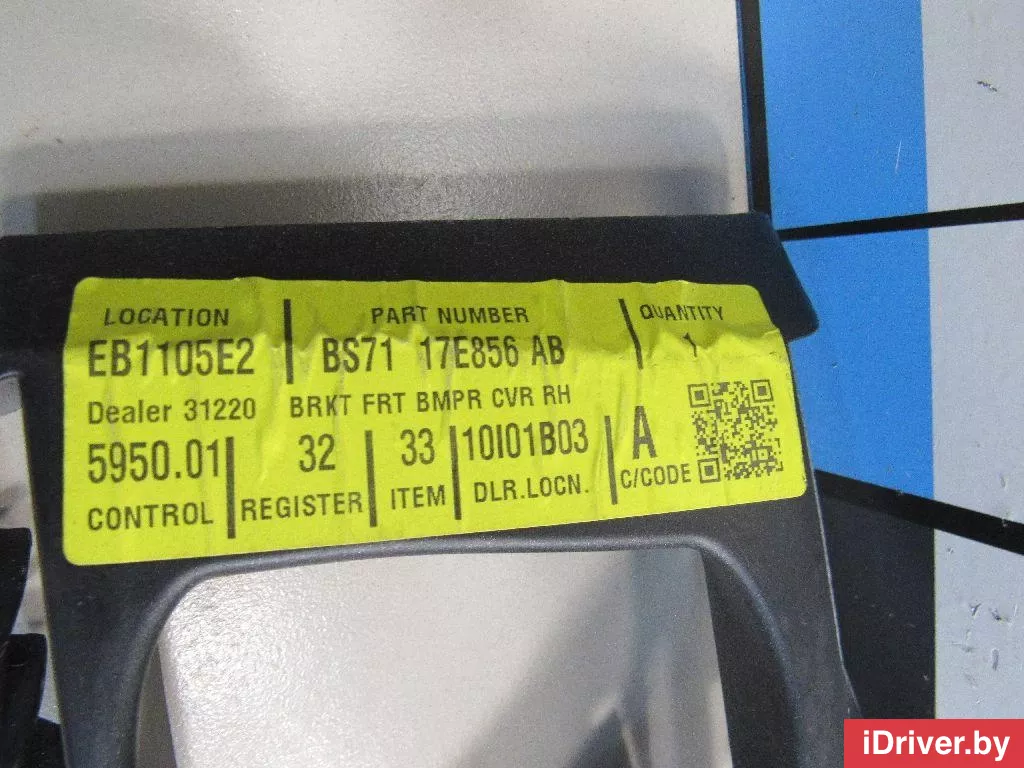 LOCATION PART NUMBER QUANTITY
EB1105E2 BS71 17E856 AB 1
Dealer 31220 BRKT FRT BMPR CVR RH
5950.01 32 33 10I01B03 A
CONTROL REGISTER ITEM DLR.LOCN. C/CODE
iDriver.by